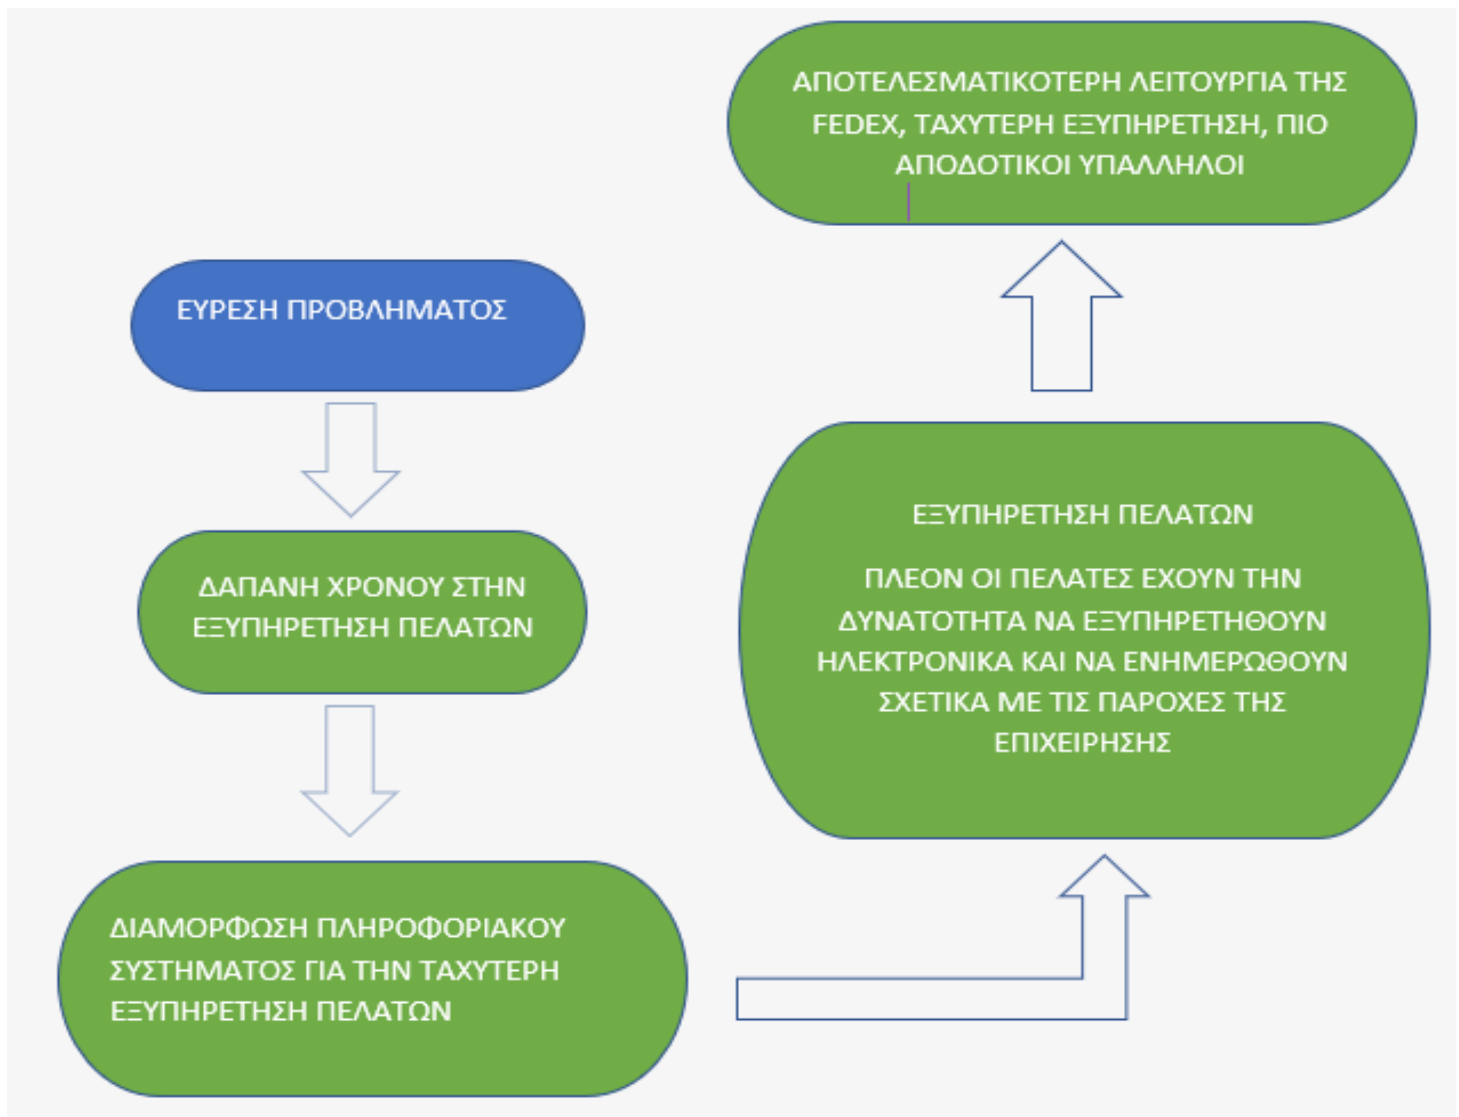 ΕΥΡΕΣΗ ΠΡΟΒΛΗΜΑΤΟΣ
ΔΑΠΑΝΗ ΧΡΟΝΟΥ ΣΤΗΝ
ΕΞΥΠΗΡΕΤΗΣΗ ΠΕΛΑΤΩΝ
ΔΙΑΜΟΡΦΩΣΗ ΠΛΗΡΟΦΟΡΙΑΚΟΥ
ΣΥΣΤΗΜΑΤΟΣ ΓΙΑ ΤΗΝ ΤΑΧΥΤΕΡΗ
ΕΞΥΠΗΡΕΤΗΣΗ ΠΕΛΑΤΩΝ
ΕΞΥΠΗΡΕΤΗΣΗ ΠΕΛΑΤΩΝ
ΠΛΕΟΝ ΟΙ ΠΕΛΑΤΕΣ ΕΧΟΥΝ ΤΗΝ
ΔΥΝΑΤΟΤΗΤΑ ΝΑ ΕΞΥΠΗΡΕΤΗΘΟΥΝ
ΗΛΕΚΤΡΟΝΙΚΑ ΚΑΙ ΝΑ ΕΝΗΜΕΡΩΘΟΥΝ
ΣΧΕΤΙΚΑ ΜΕ ΤΙΣ ΠΑΡΟΧΕΣ ΤΗΣ
ΕΠΙΧΕΙΡΗΣΗΣ
ΑΠΟΤΕΛΕΣΜΑΤΙΚΟΤΕΡΗ ΛΕΙΤΟΥΡΓΙΑ ΤΗΣ
FEDEX, ΤΑΧΥΤΕΡΗ ΕΞΥΠΗΡΕΤΗΣΗ, ΠΙΟ
ΑΠΟΔΟΤΙΚΟΙ ΥΠΑΛΛΗΛΟΙ